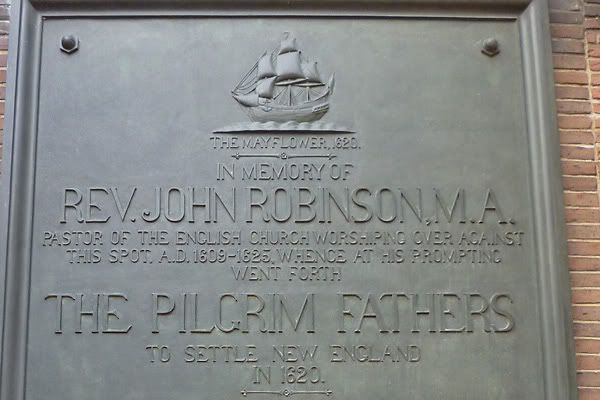 THE MAYFLOWER, 1620.
IN MEMORY OF
REV. JOHN ROBINSON, M.A.
PASTOR OF THE ENGLISH CHURCH WORSHIPING OVER AGAINST
THIS SPOT, A.D. 1609-1625, WHENCE AT HIS PROMPTING
WENT FORTH
THE PILGRIM FATHERS
TO SETTLE NEW ENGLAND
IN 1620.